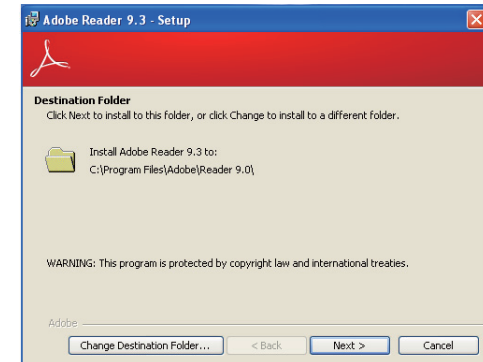 Adobe Reader 9.3 - Setup
Destination Folder
Click Next to install to this folder, or click Change to install to a different folder.
Install Adobe Reader 9.3 to:
C:\Program Files\Adobe\Reader 9.0\
WARNING: This program is protected by copyright law and international treaties.
Adobe
Change Destination Folder... < Back Next > Cancel